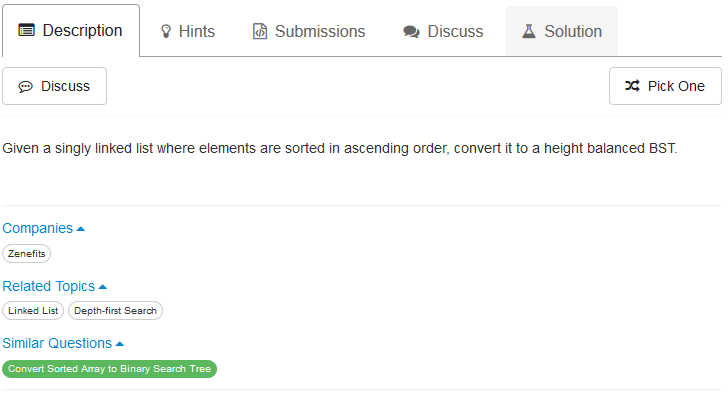 Description Hints Submissions Discuss Solution
Discuss Pick One
Given a singly linked list where elements are sorted in ascending order, convert it to a height balanced BST.
Companies
Zenefits
Related Topics
Linked List Depth-first Search
Similar Questions
Convert Sorted Array to Binary Search Tree